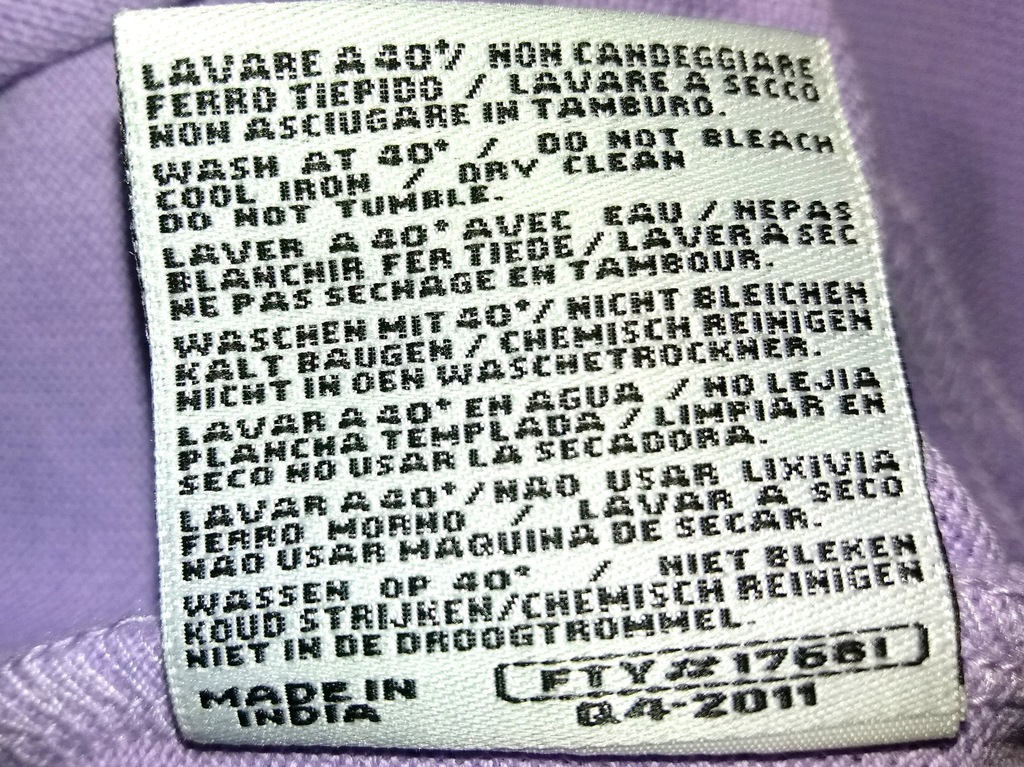 LAVARE A 40°/ NON CANDEGGIARE
FERRO TIEPIDO / LAVARE A SECCO
NON ASCIUGARE IN TAMBURO.
WASH AT 40° / DO NOT BLEACH
COOL IRON / DRY CLEAN
DO NOT TUMBLE.
LAVER A 40° AVEC EAU / NEPAS
BLANCHIR FER TIEDE / LAVER A SEC
NE PAS SECHAGE EN TAMBOUR.
WASCHEN MIT 40°/ NICHT BLEICHEN
KALT BAUGEN / CHEMISCH REINIGEN
NICHT IN DEN WASCHETROCKNER.
LAVAR A 40° EN AGUA / NO LEJIA
PLANCHA TEMPLADA / LIMPIAR EN
SECO NO USAR LA SECADORA.
LAVAR A 40°/ NAO USAR LIXIVIA
FERRO MORNO / LAVAR A SECO
NAO USAR MAQUINA DE SECAR.
WASSEN OP 40° / NIET BLEKEN
KOUD STRIJKEN/CHEMISCH REINIGEN
NIET IN DE DROOGTROMMEL.
MADE IN
INDIA
FTY# 17681
Q4-2011